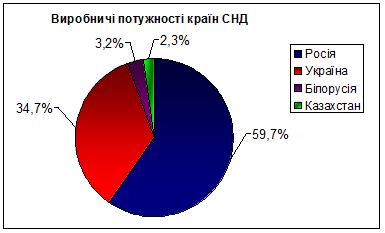 Виробничі потужності країн СНД
3,2%
2,3%
34,7%
59,7%
Росія
Україна
Білорусія
Казахстан